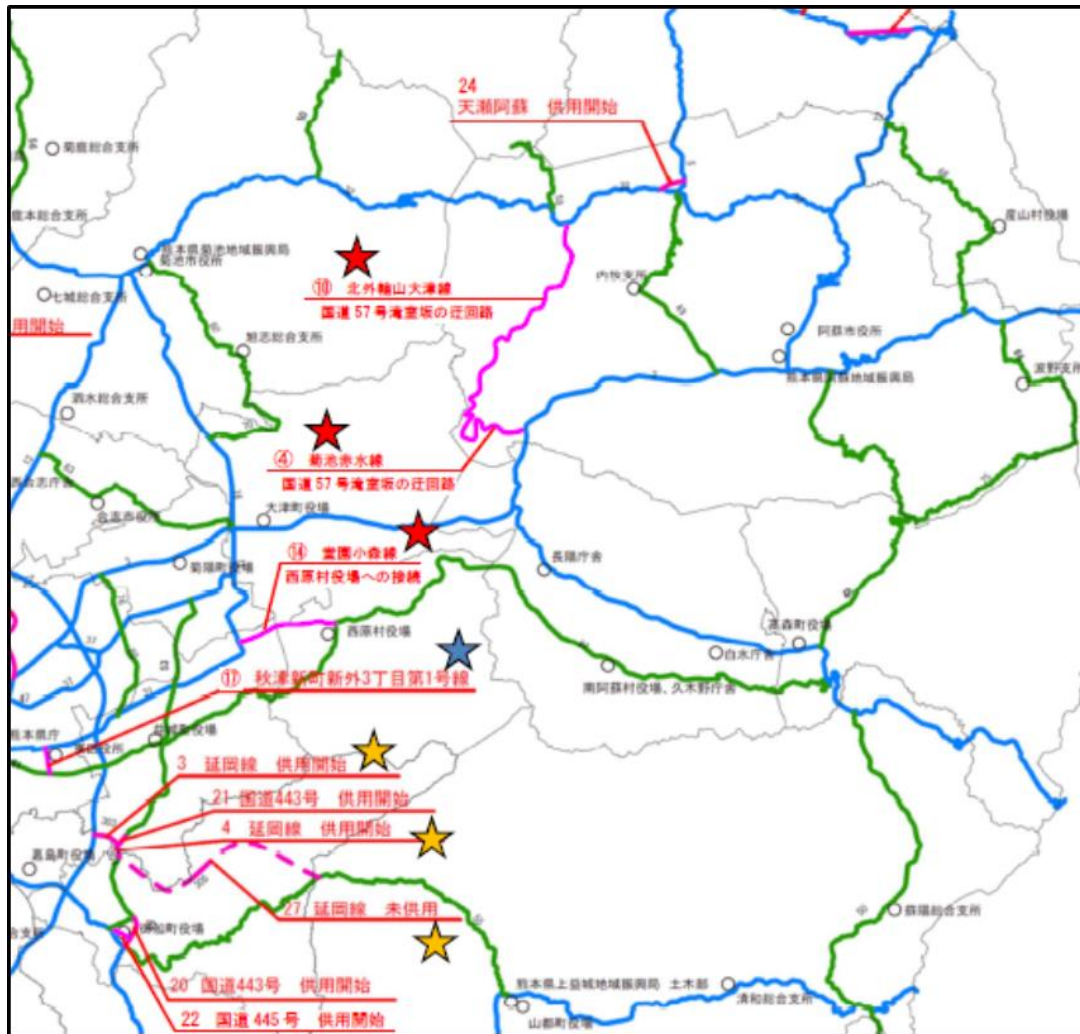 24
天瀬阿蘇 供用開始
菊鹿総合支所
鹿本総合支所
熊本県菊池地域振興局
菊池市役所
七城総合支所
用開始
産山村役場
内牧支所
⑩ 北外輪山大津線
国道57号滝室坂の迂回路
阿蘇市役所
旭志総合支所
波野支所
泗水総合支所
④ 菊池赤水線
国道57号滝室坂の迂回路
西合志庁舎
合志市役所
大津町役場
⑭ 堂園小森線
西原村役場への接続
菊陽町役場
長陽庁舎
西原村役場
高森町役場
白水庁舎
南阿蘇村役場、久木野庁舎
⑰ 秋津新町新外3丁目第1号線
熊本県庁
益城町役場
3 延岡線 供用開始
21 国道443号 供用開始
4 延岡線 供用開始
嘉島町役場
27 延岡線 未供用
蘇陽総合支所
御船町役場
20 国道443号 供用開始
22 国道445号 供用開始
熊本県上益城地域振興局 土木部
清和総合支所
山都町役場